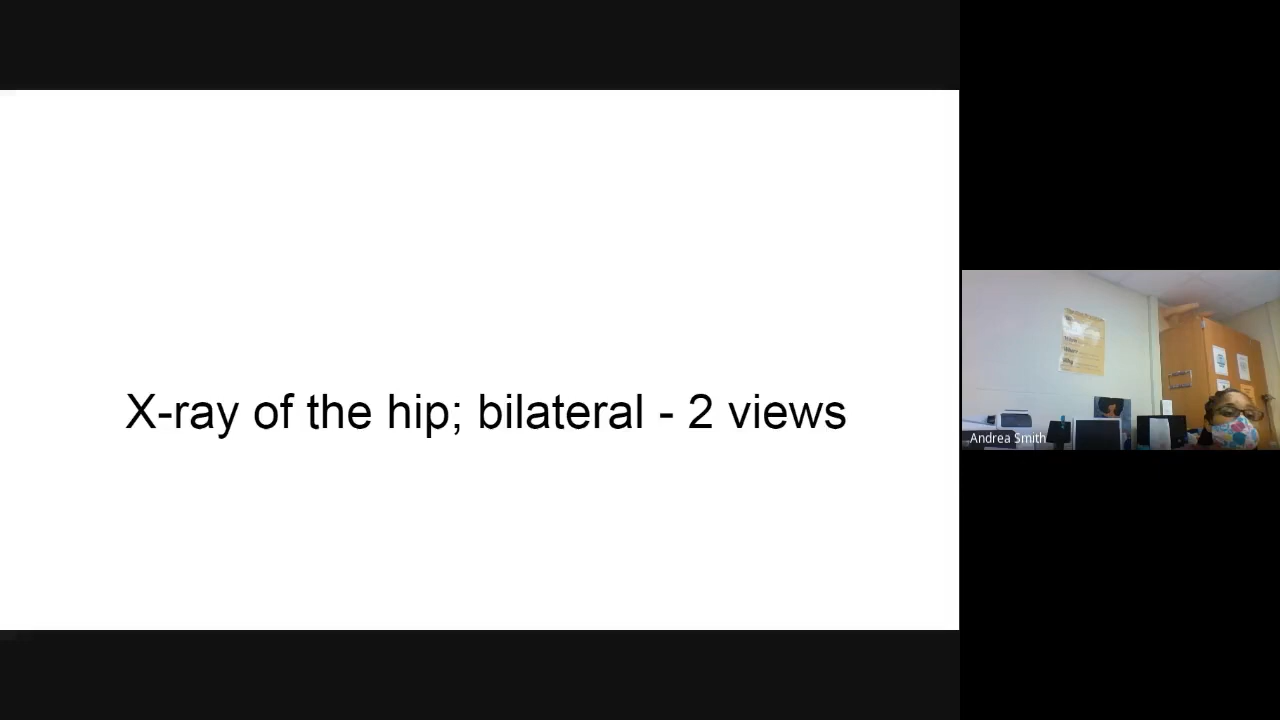 X-ray of the hip; bilateral - 2 views
Andrea Smith